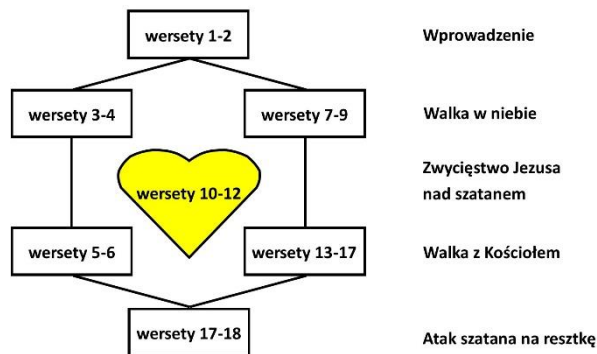 wersety 1-2
Wprowadzenie
wersety 3-4
wersety 7-9
Walka w niebie
wersety 10-12
Zwycięstwo Jezusa
nad szatanem
wersety 5-6
wersety 13-17
Walka z Kościołem
wersety 17-18
Atak szatana na resztkę